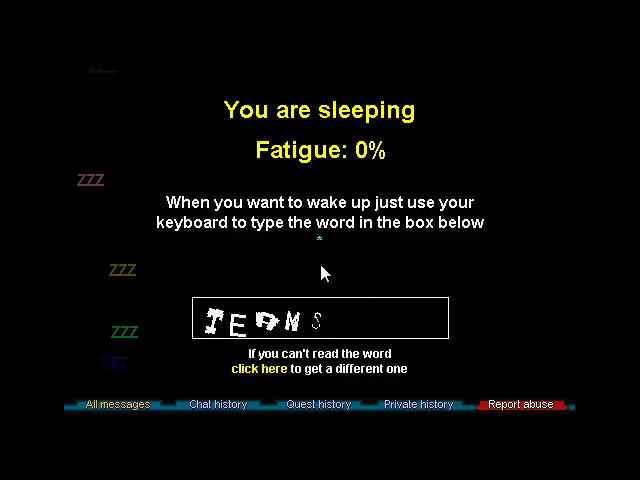 You are sleeping
Fatigue: 0%
ZZZ
When you want to wake up just use your
keyboard to type the word in the box below
*
ZZZ
ZZZ
ZZZ
If you can't read the word
click here to get a different one
All messages Chat history Quest history Private history Report abuse